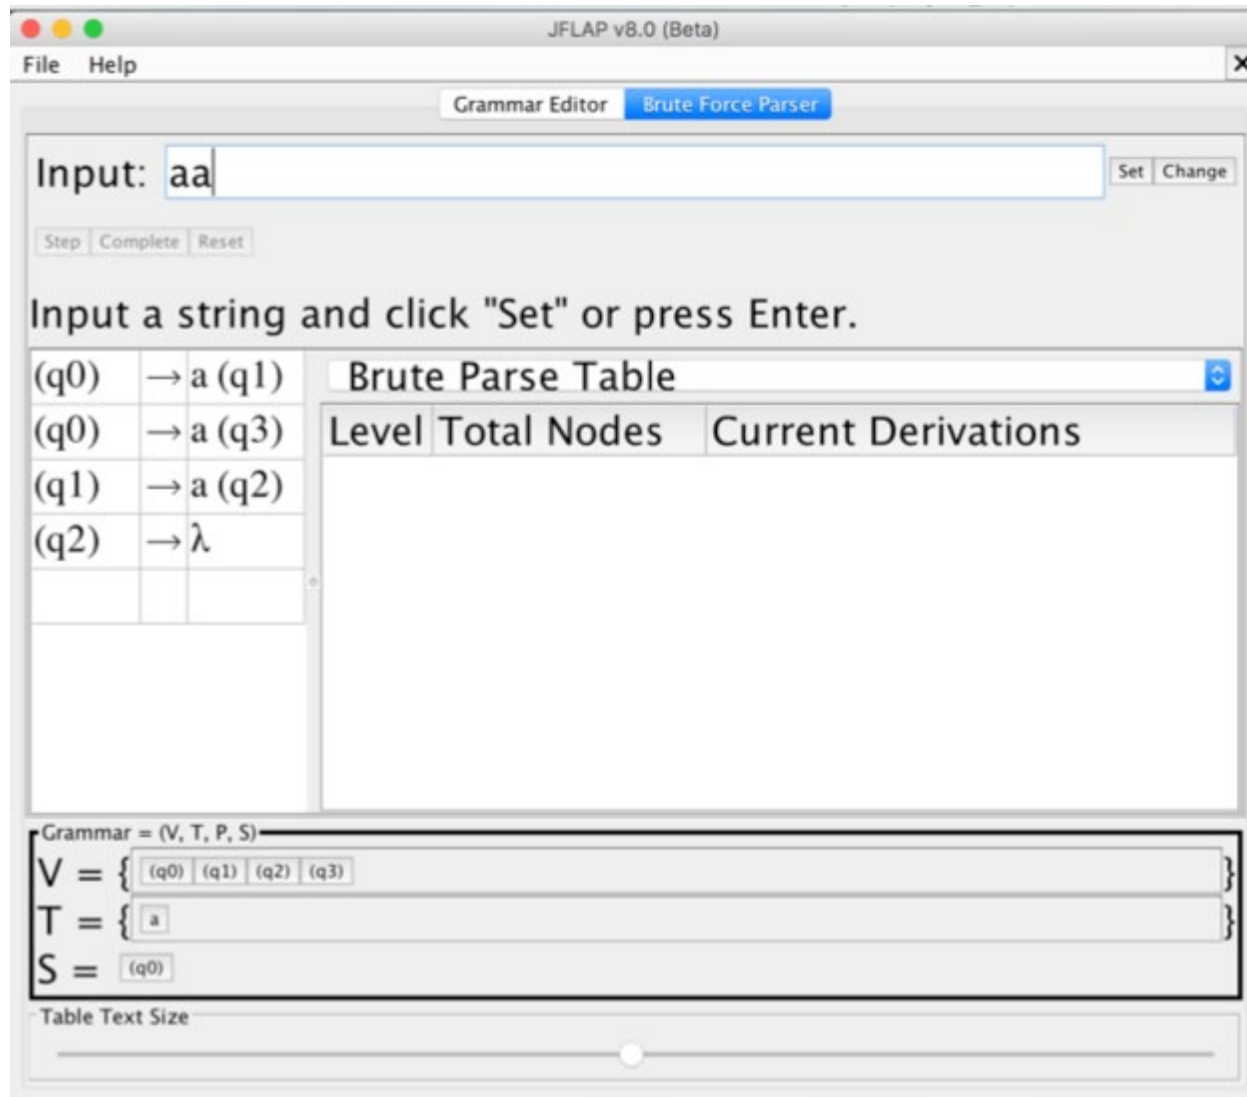 JFLAP v8.0 (Beta)
File Help
Grammar Editor Brute Force Parser
Input: aa Set Change
Step Complete Reset
Input a string and click "Set" or press Enter.
(q0) → a (q1) Brute Parse Table
(q0) → a (q3) Level Total Nodes Current Derivations
(q1) → a (q2)
(q2) → λ
Grammar = (V, T, P, S)
V = { (q0) (q1) (q2) (q3) }
T = { a }
S = (q0)
Table Text Size